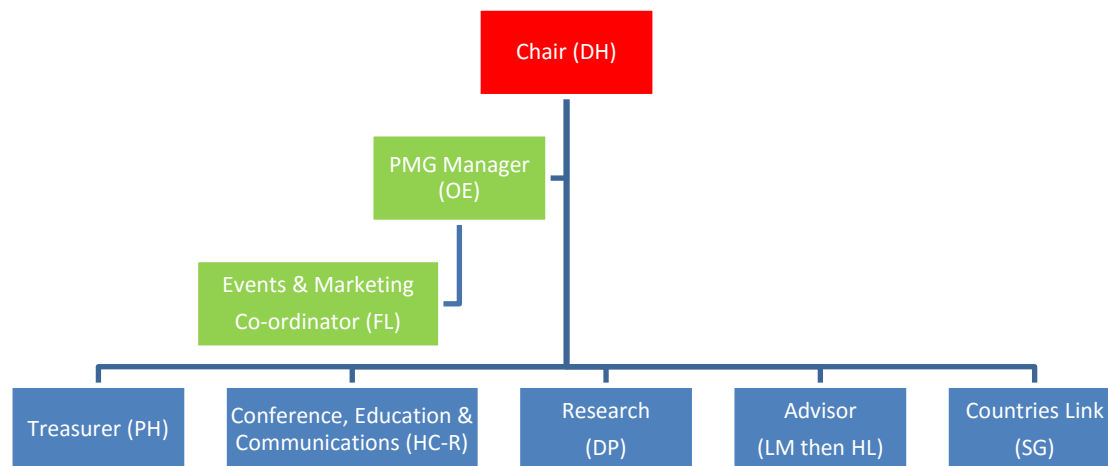 Chair (DH)
PMG Manager
(OE)
Events & Marketing
Co-ordinator (FL)
Treasurer (PH)
Conference, Education &
Communications (HC-R)
Research
(DP)
Advisor
(LM then HL)
Countries Link
(SG)